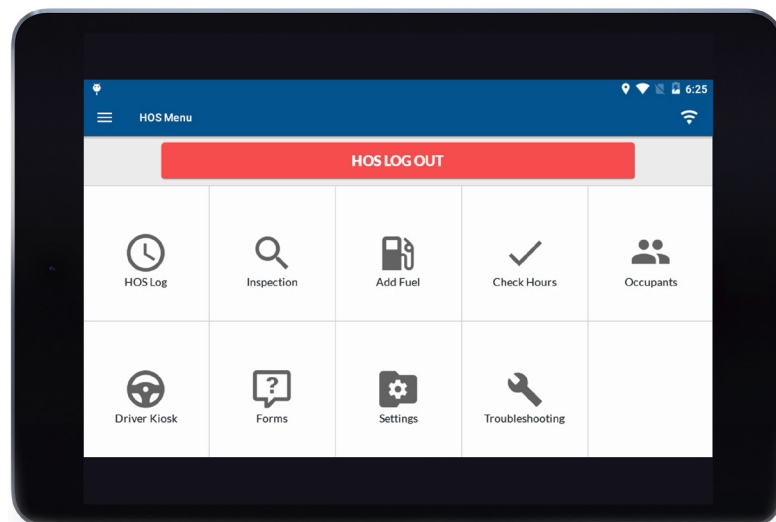 6:25
HOS Menu
HOS LOG OUT
HOS Log
Inspection
Add Fuel
Check Hours
Occupants
Driver Kiosk
?
Forms
Settings
Troubleshooting